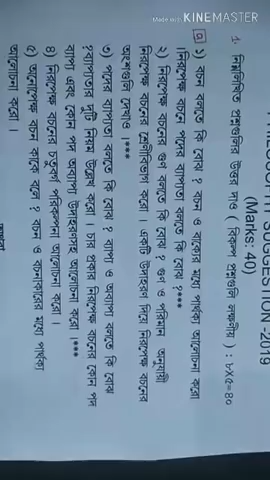 Made with KINEMASTER
PHILOSOPHY SUGGESTION -2019
(Marks: 40)
১. নিম্নলিখিত প্রশ্নগুলির উত্তর দাও ( বিকল্প প্রশ্নগুলি লক্ষণীয় ) : ৮X৫=৪০
১) বচন বলতে কি বোঝ ? বচন ও বাক্যের মধ্যে পার্থক্য আলোচনা করো
।নিরপেক্ষ বচনে পদের ব্যাপ্যতা বলতে কি বোঝ ?***
২) নিরপেক্ষ বচনের গুণ বলতে কি বোঝ ? গুণ ও পরিমান অনুযায়ী
নিরপেক্ষ বচনের শ্রেণীবিভাগ করো । একটি উদাহরণ দিয়ে নিরপেক্ষ বচনের
অংশগুলি দেখাও ।***
৩) পদের ব্যাপ্যতা বলতে কি বোঝ ? ব্যাপ্য ও অব্যাপ্য বলতে কি বোঝ
?ব্যাপ্যতার দুটি নিয়ম উল্লেখ করো । চার প্রকার নিরপেক্ষ বচনের কোন পদ
ব্যাপ্য এবং কোন পদ অব্যাপ্য উদাহরণসহ আলোচনা করো ।***
৪) নিরপেক্ষ বচনের চতুবর্গ পরিকল্পনা আলোচনা করো ।
৫) অন্যোপেক্ষ বচন কাকে বলে ? বচন ও বচনাকারের মধ্যে পার্থক্য
আলোচনা করো ।